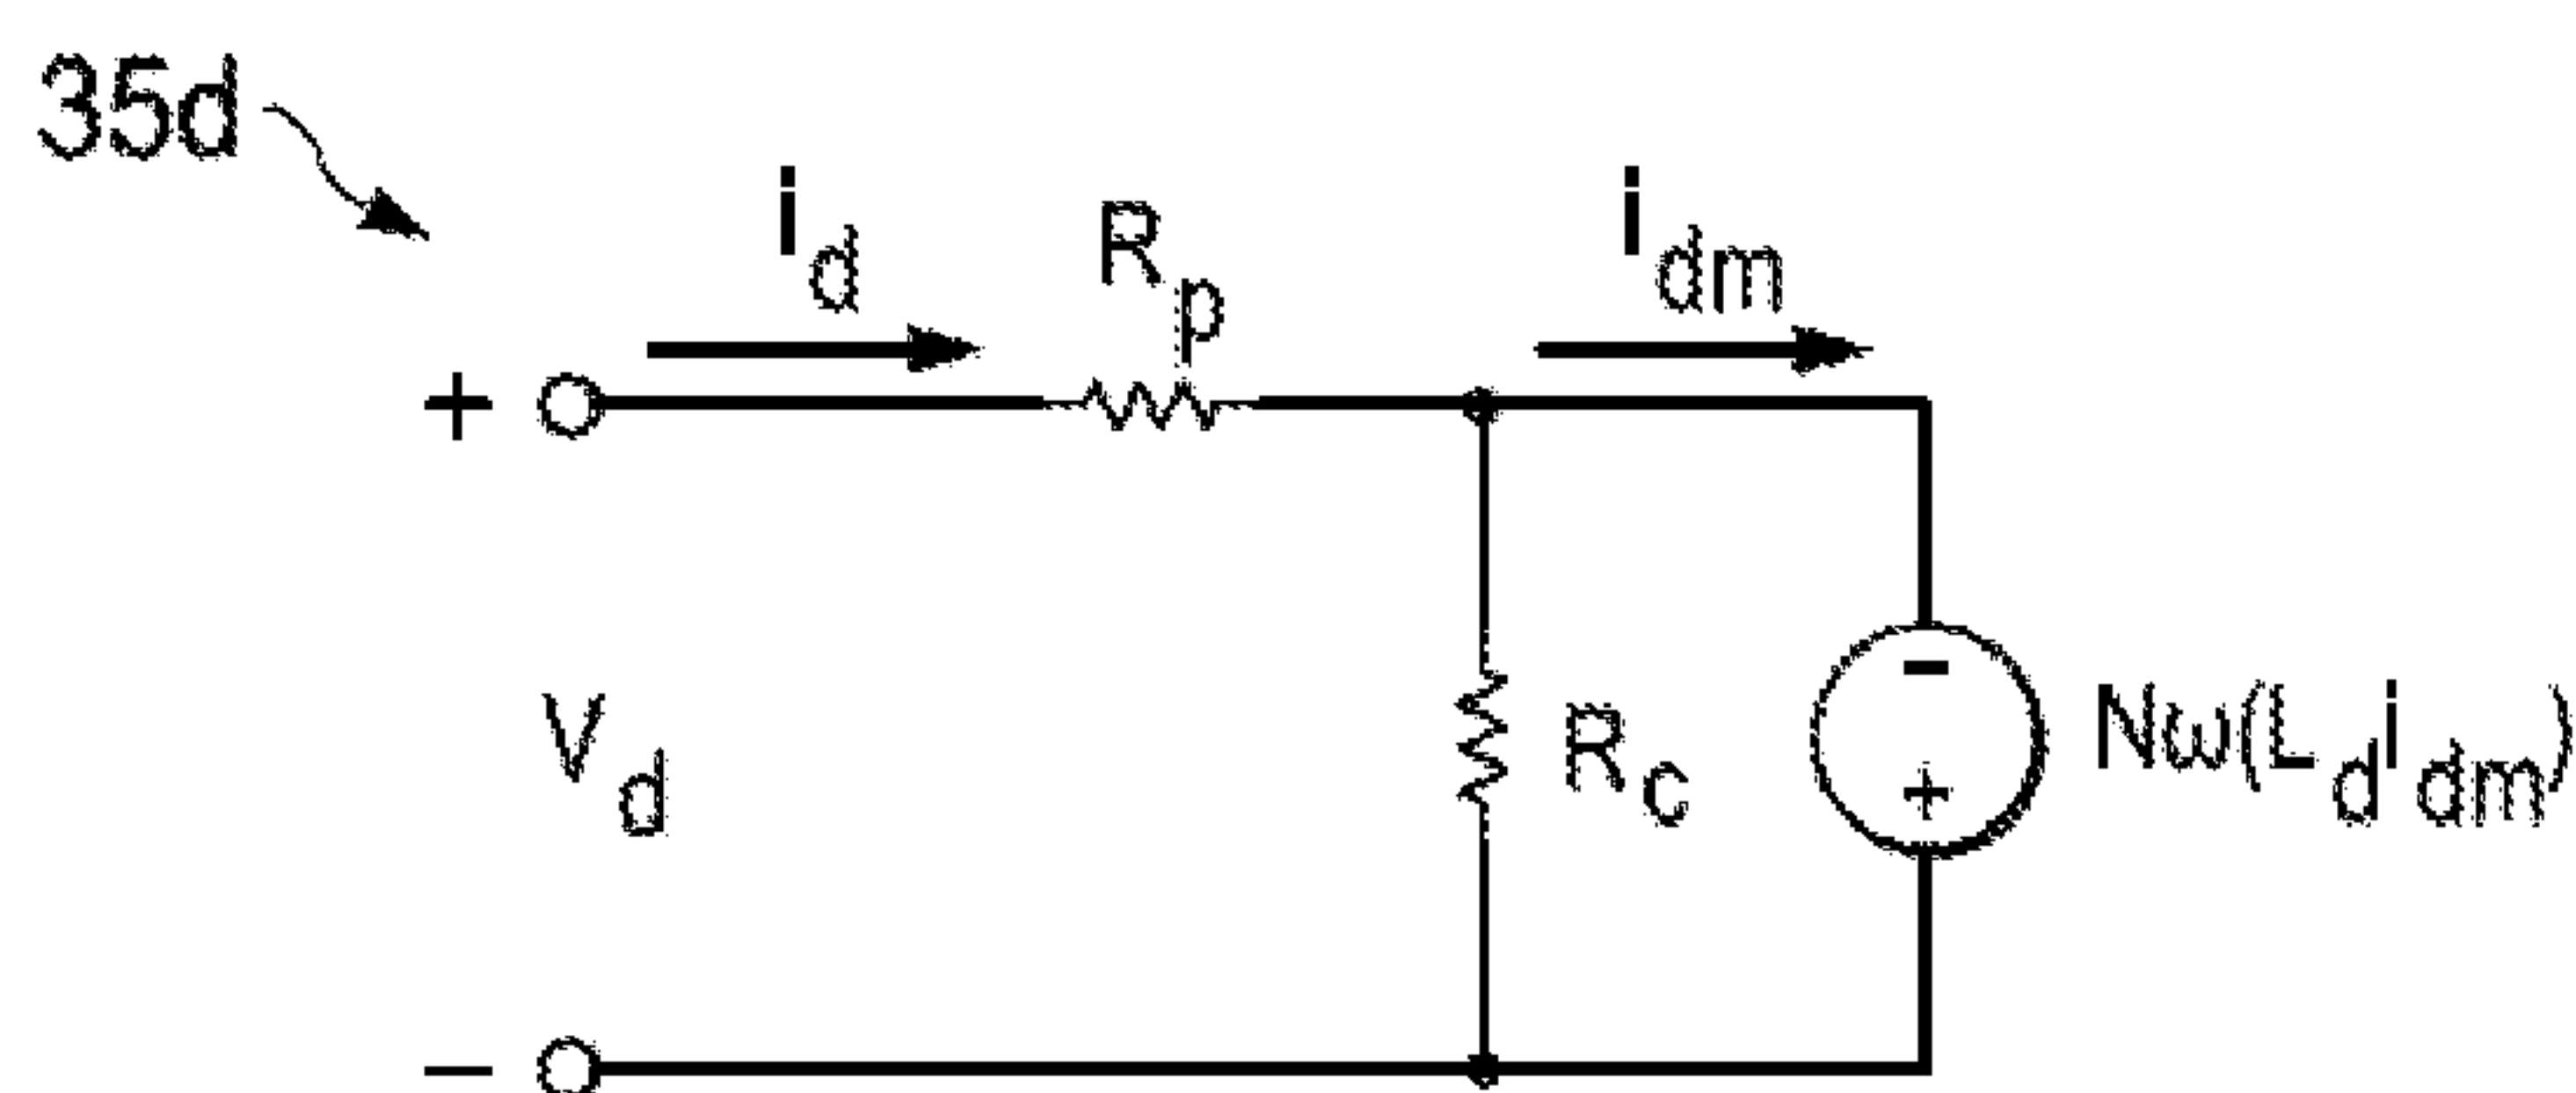 35d
i_d
R_p
i_dm
+
-
V_d
R_c
Nω(L_d i_dm)
+
−